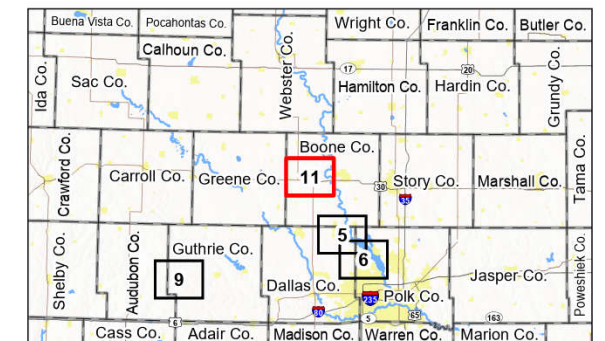 Buena Vista Co. Pocahontas Co. Wright Co. Franklin Co. Butler Co.
Calhoun Co.
Webster Co.
17
20
Ida Co.
Sac Co.
Hamilton Co.
Hardin Co.
Grundy Co.
Boone Co.
Crawford Co.
Carroll Co.
Greene Co.
11
30
Story Co.
35
Marshall Co.
Tama Co.
5
6
Shelby Co.
Audubon Co.
Guthrie Co.
9
Dallas Co.
235
Polk Co.
Jasper Co.
Poweshiek Co.
6
80
5
65
163
Cass Co. Adair Co. Madison Co. Warren Co. Marion Co.